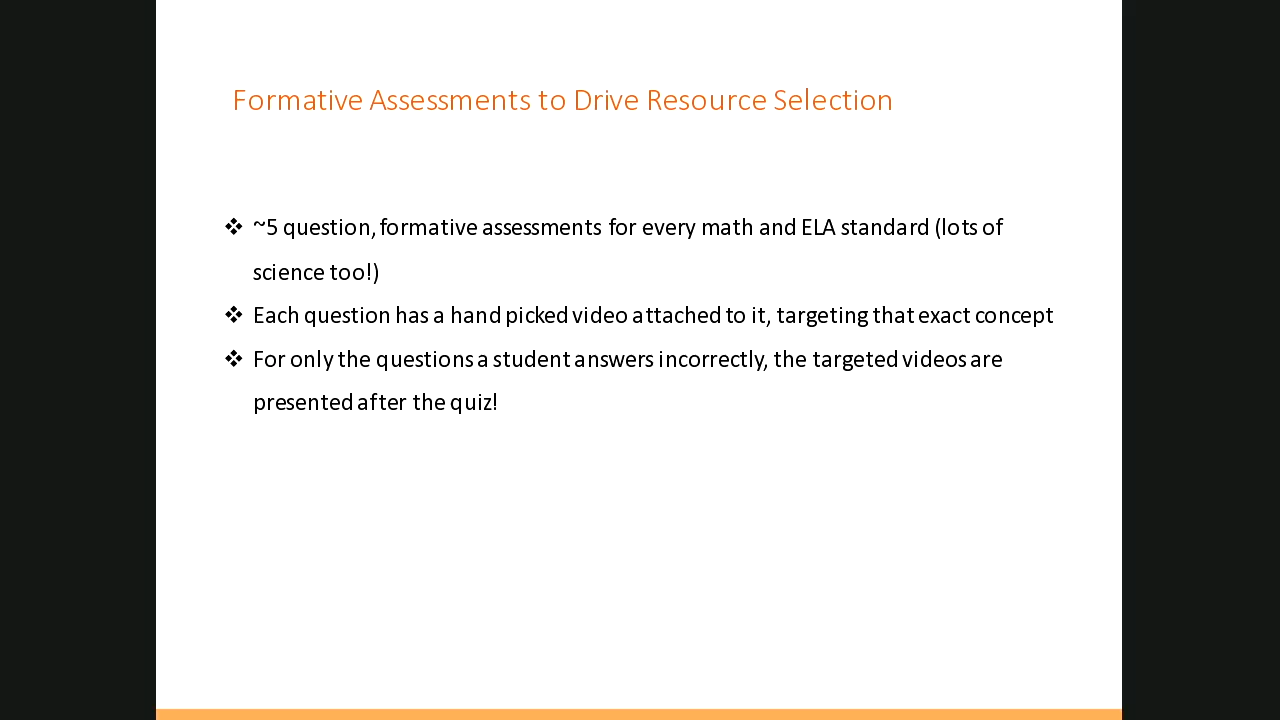 Formative Assessments to Drive Resource Selection
❖ ~5 question, formative assessments for every math and ELA standard (lots of
science too!)
❖ Each question has a hand picked video attached to it, targeting that exact concept
❖ For only the questions a student answers incorrectly, the targeted videos are
presented after the quiz!